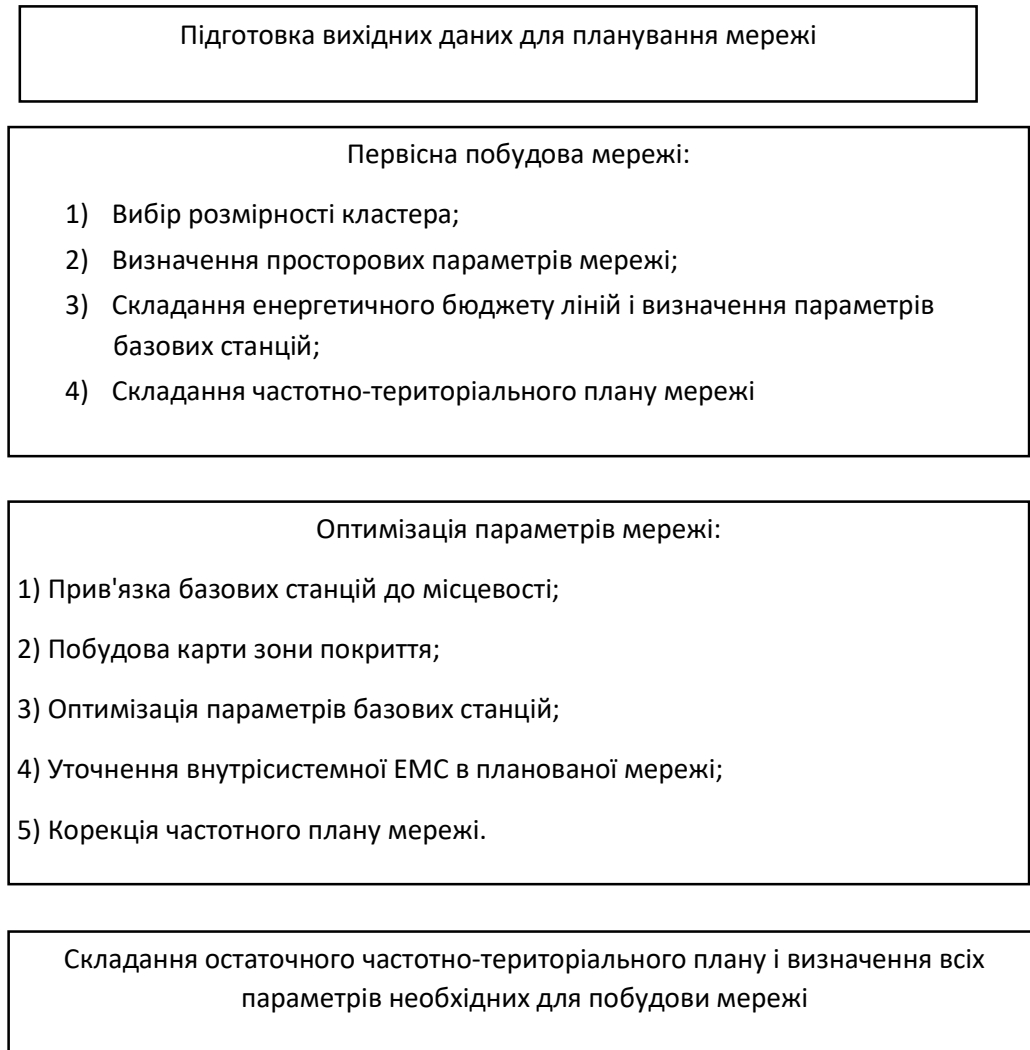 Підготовка вихідних даних для планування мережі
Первісна побудова мережі:
1) Вибір розмірності кластера;
2) Визначення просторових параметрів мережі;
3) Складання енергетичного бюджету ліній і визначення параметрів
базових станцій;
4) Складання частотно-територіального плану мережі
Оптимізація параметрів мережі:
1) Прив'язка базових станцій до місцевості;
2) Побудова карти зони покриття;
3) Оптимізація параметрів базових станцій;
4) Уточнення внутрісистемної ЕМС в планованої мережі;
5) Корекція частотного плану мережі.
Складання остаточного частотно-територіального плану і визначення всіх
параметрів необхідних для побудови мережі